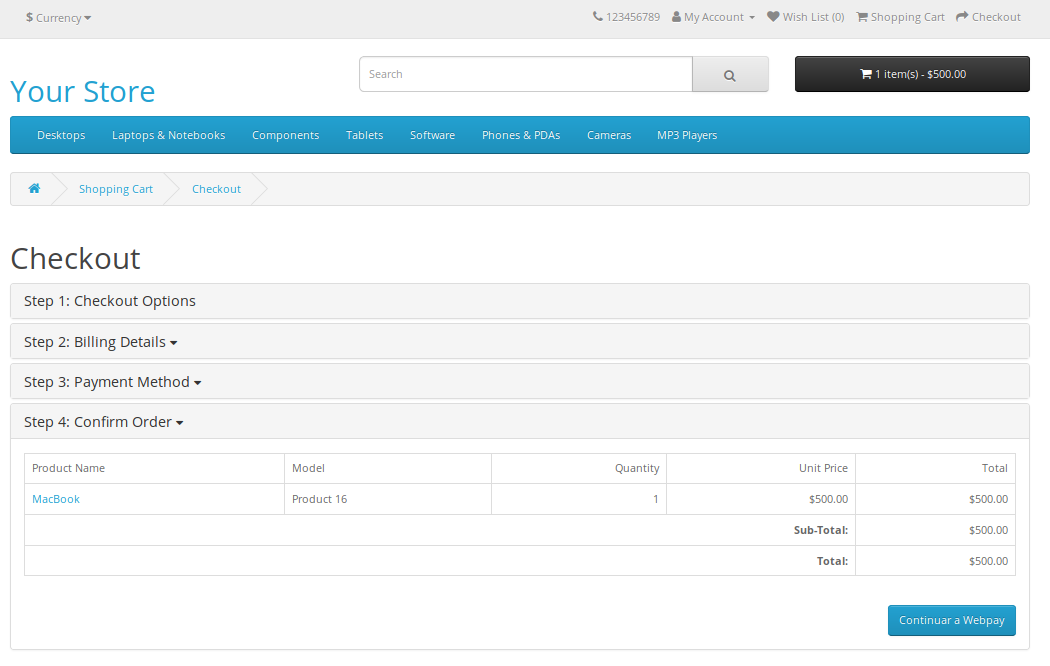 $ Currency
123456789 My Account Wish List (0) Shopping Cart Checkout
Your Store
Search
1 item(s) - $500.00
Desktops Laptops & Notebooks Components Tablets Software Phones & PDAs Cameras MP3 Players
Shopping Cart Checkout
Checkout
Step 1: Checkout Options
Step 2: Billing Details
Step 3: Payment Method
Step 4: Confirm Order
Product Name Model Quantity Unit Price Total
MacBook Product 16 1 $500.00 $500.00
Sub-Total: $500.00
Total: $500.00
Continuar a Webpay